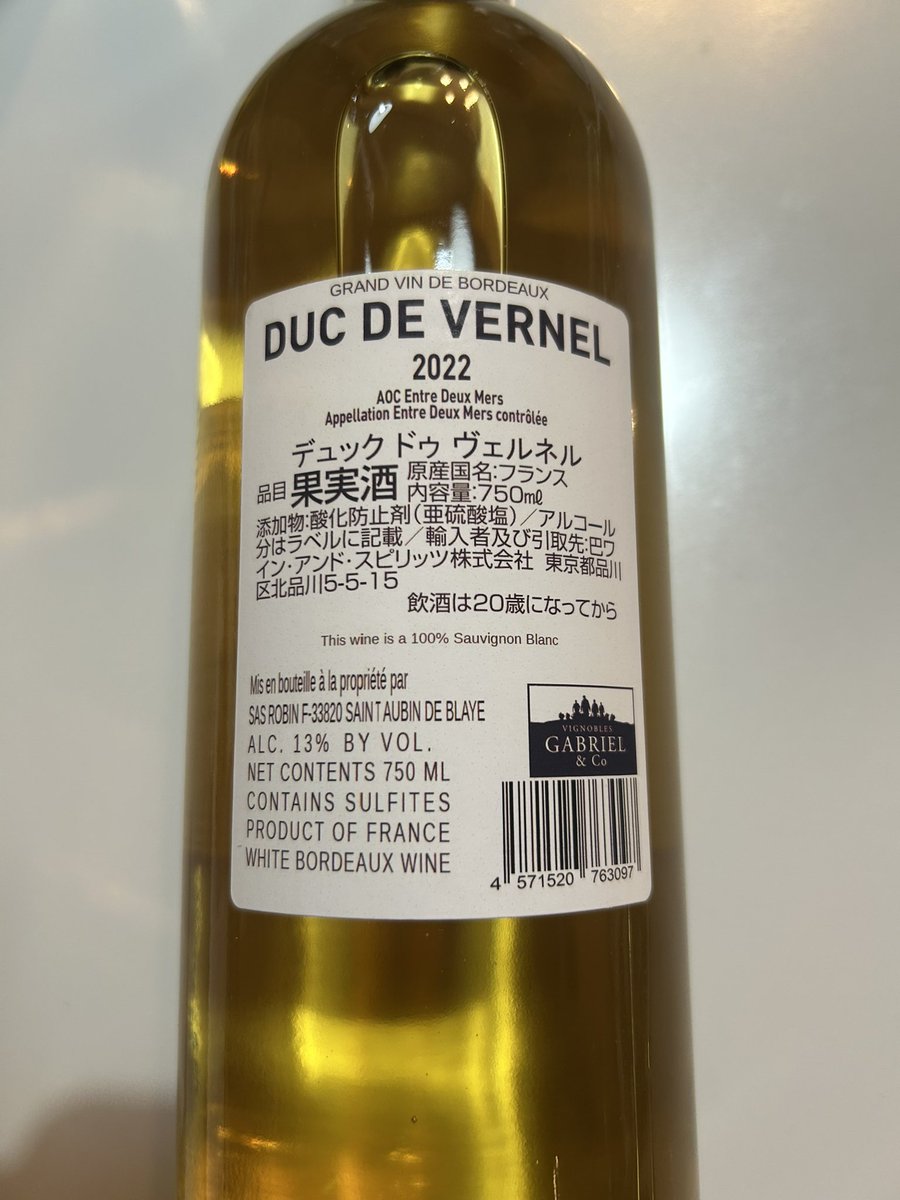 GRAND VIN DE BORDEAUX
DUC DE VERNEL
2022
AOC Entre Deux Mers
Appellation Entre Deux Mers contrôlée
デュック ドゥ ヴェルネル
品目 果実酒 原産国名:フランス
内容量:750mℓ
添加物:酸化防止剤(亜硫酸塩)/アルコール
分はラベルに記載/輸入者及び引取先:巴ワ
イン・アンド・スピリッツ株式会社 東京都品川
区北品川5-5-15
飲酒は20歳になってから
This wine is a 100% Sauvignon Blanc
Mis en bouteille à la propriété par
SAS ROBIN F-33820 SAINT AUBIN DE BLAYE
ALC. 13% BY VOL.
NET CONTENTS 750 ML
CONTAINS SULFITES
PRODUCT OF FRANCE
WHITE BORDEAUX WINE
VIGNOBLES
GABRIEL
& Co
4 571520 763097